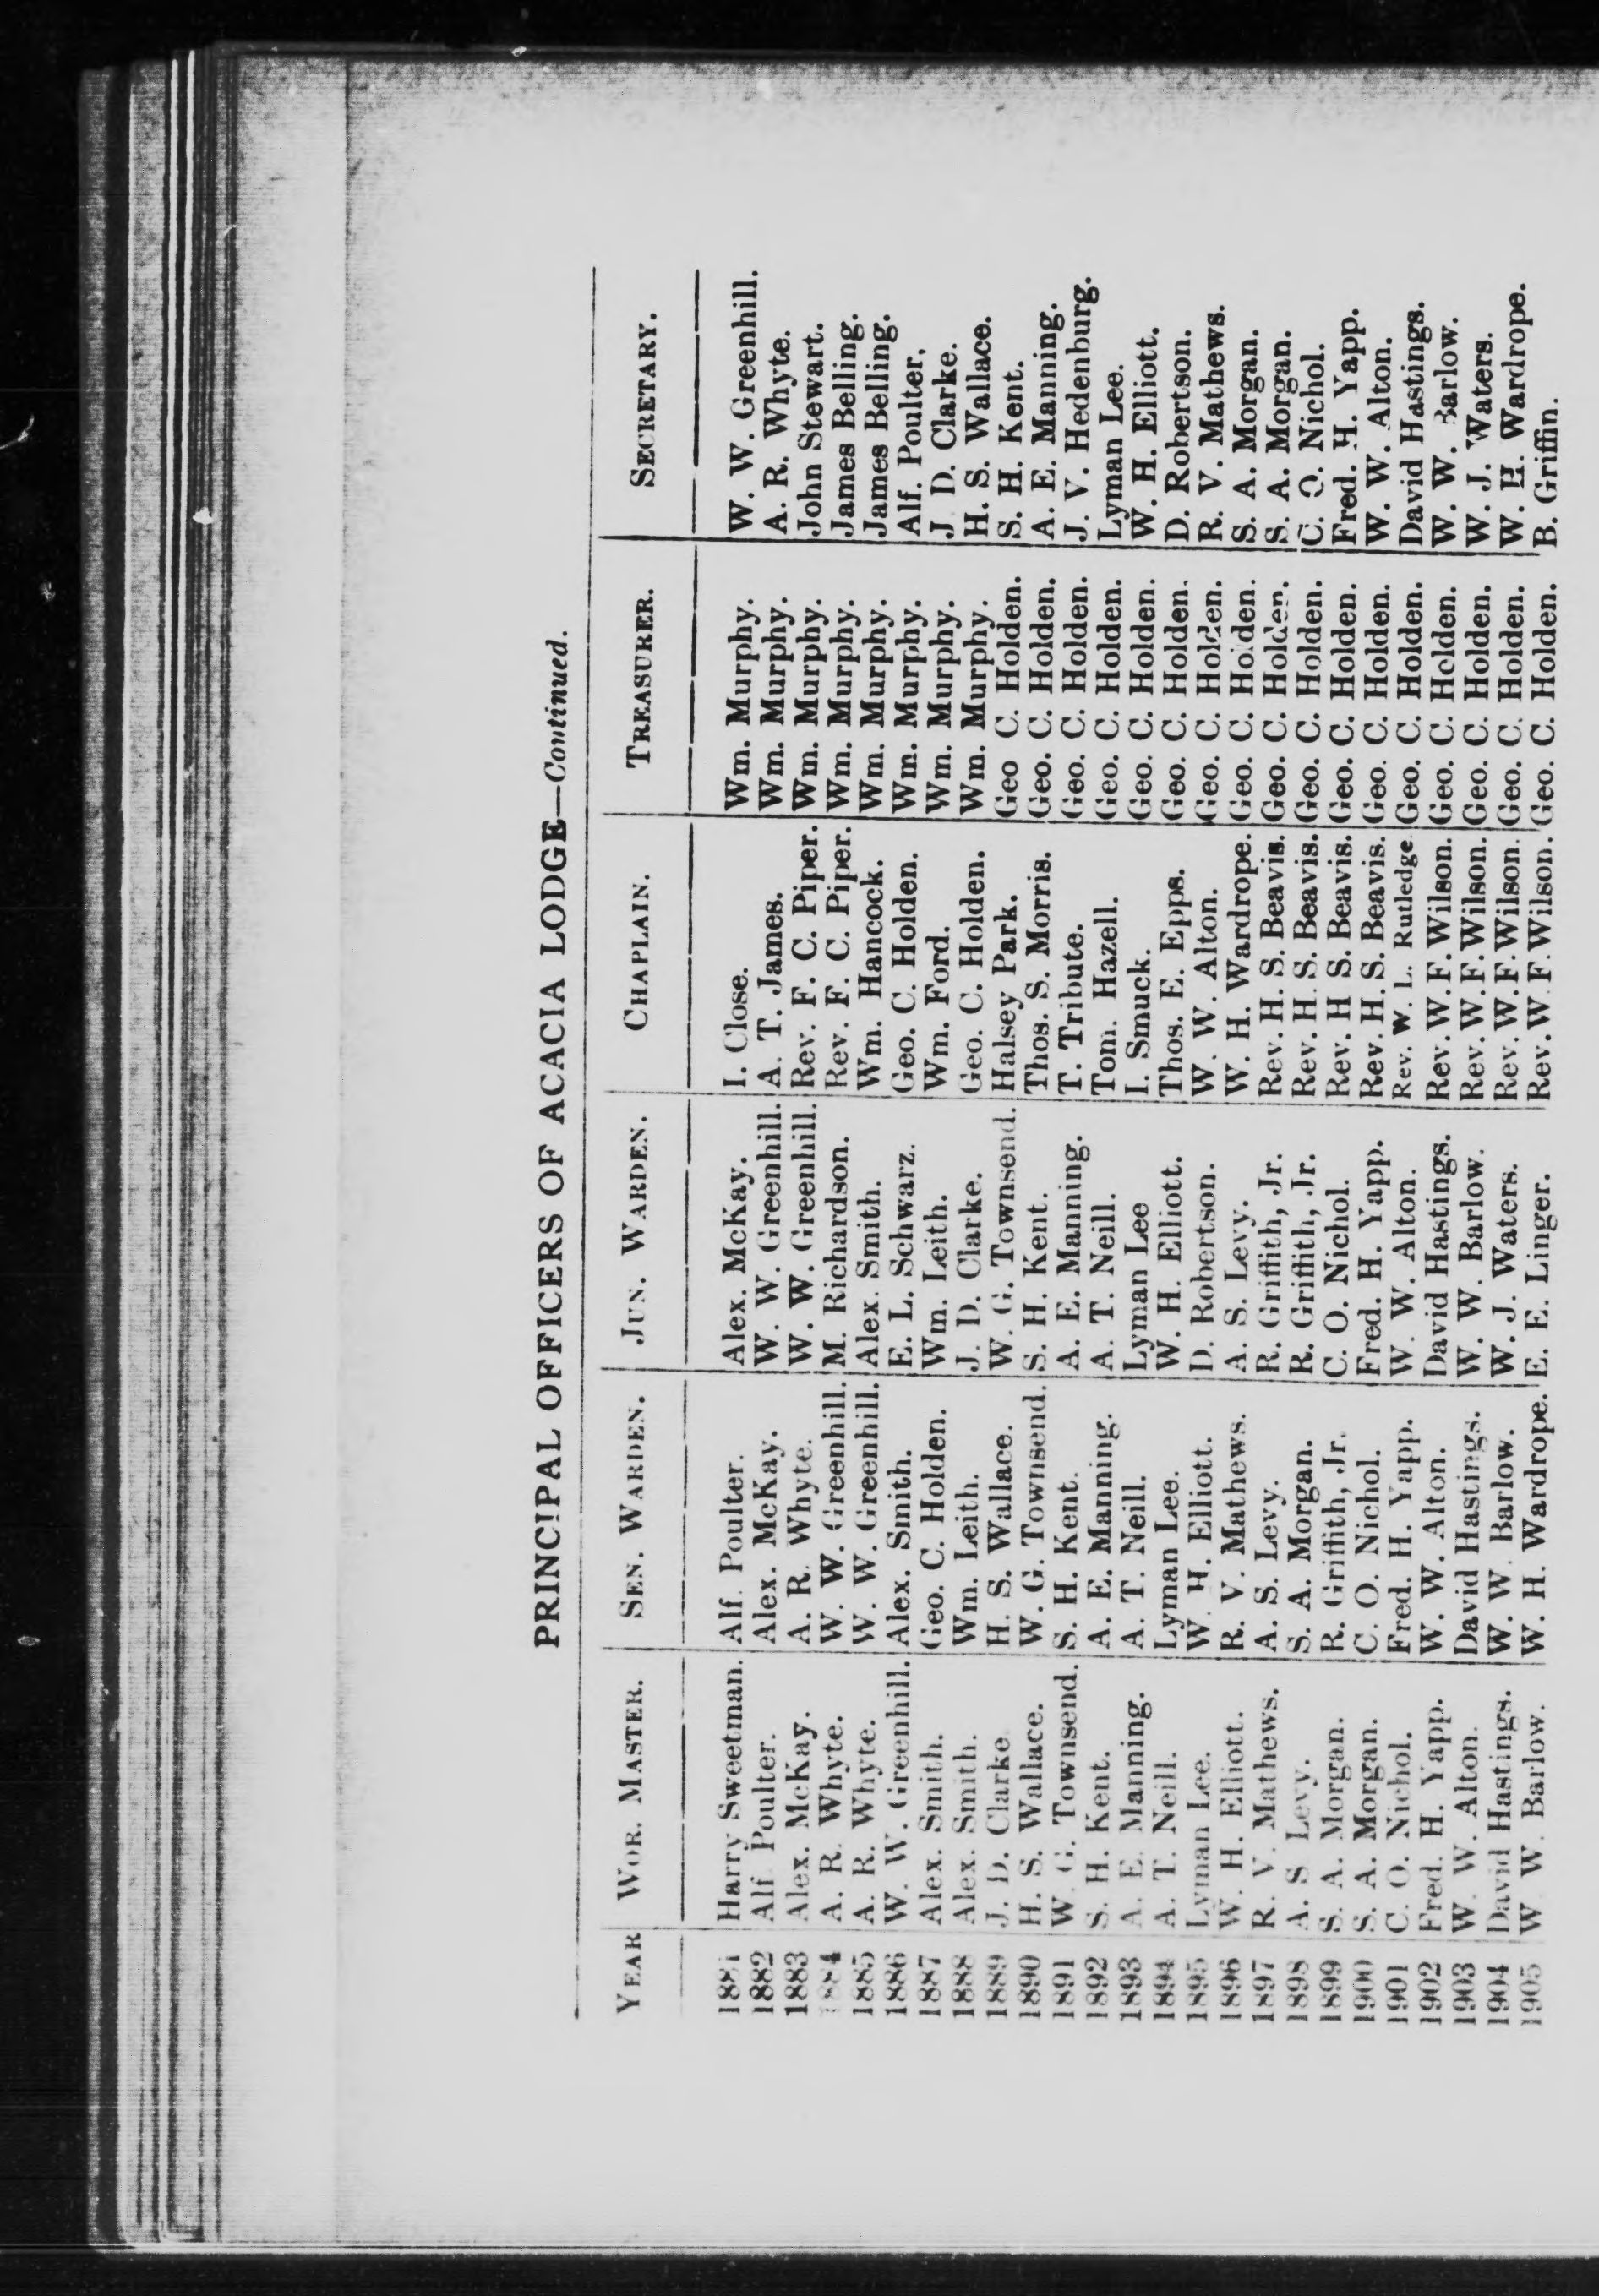 PRINCIPAL OFFICERS OF ACACIA LODGE—Continued.
YEAR WOR. MASTER. SEN. WARDEN. JUN. WARDEN. CHAPLAIN. TREASURER. SECRETARY.
1881 Harry Sweetman. Alf. Poulter. Alex. McKay. I. Close. Wm. Murphy. W. W. Greenhill.
1882 Alf Poulter. Alex. McKay. W. W. Greenhill. A. T. James. Wm. Murphy. A. R. Whyte.
1883 Alex. McKay. A. R. Whyte. W. W. Greenhill. Rev. F. C. Piper. Wm. Murphy. John Stewart.
1884 A. R. Whyte. W. W. Greenhill. M. Richardson. Rev. F. C. Piper. Wm. Murphy. James Belling.
1885 A. R. Whyte. W. W. Greenhill. Alex. Smith. Wm. Hancock. Wm. Murphy. James Belling.
1886 W. W. Greenhill. Alex. Smith. E. L. Schwarz. Geo. C. Holden. Wm. Murphy. Alf. Poulter.
1887 Alex. Smith. Geo. C. Holden. Wm. Leith. Wm. Ford. Wm. Murphy. J. D. Clarke.
1888 Alex. Smith. Wm. Leith. J. D. Clarke. Geo. C. Holden. Wm. Murphy. H. S. Wallace.
1889 J. D. Clarke. H. S. Wallace. W. G. Townsend. Halsey Park. Geo C. Holden. S. H. Kent.
1890 H. S. Wallace. W. G. Townsend. S. H. Kent. Thos. S. Morris. Geo. C. Holden. A. E. Manning.
1891 W. G. Townsend. S. H. Kent. A. E. Manning. T. Tribute. Geo. C. Holden. J. V. Hedenburg.
1892 S. H. Kent. A. E. Manning. A. T. Neill. Tom. Hazell. Geo. C. Holden. Lyman Lee.
1893 A. E. Manning. A. T. Neill. Lyman Lee I. Smuck. Geo. C. Holden. W. H. Elliott.
1894 A. T. Neill. Lyman Lee. W. H. Elliott. Thos. E. Epps. Geo. C. Holden. D. Robertson.
1895 Lyman Lee. W. H. Elliott. D. Robertson. W. W. Alton. Geo. C. Holden. R. V. Mathews.
1896 W. H. Elliott. R. V. Mathews. A. S. Levy. W. H. Wardrope. Geo. C. Holden. S. A. Morgan.
1897 R. V. Mathews. A. S. Levy. R. Griffith, Jr. Rev. H. S. Beavis. Geo. C. Holden. S. A. Morgan.
1898 A. S Levy. S. A. Morgan. R. Griffith, Jr. Rev. H. S. Beavis. Geo. C. Holden. C. O. Nichol.
1899 S. A. Morgan. R. Griffith, Jr. C. O. Nichol. Rev. H S. Beavis. Geo. C. Holden. Fred. H. Yapp.
1900 S. A. Morgan. C. O. Nichol. Fred. H. Yapp. Rev. H. S. Beavis. Geo. C. Holden. W. W. Alton.
1901 C. O. Nichol. Fred. H. Yapp. W. W. Alton. Rev. W. L. Rutledge. Geo. C. Holden. David Hastings.
1902 Fred. H. Yapp. W. W. Alton. David Hastings. Rev. W. F. Wilson. Geo. C. Holden. W. W. Barlow.
1903 W. W. Alton. David Hastings. W. W. Barlow. Rev. W. F. Wilson. Geo. C. Holden. W. J. Waters.
1904 David Hastings. W. W. Barlow. W. J. Waters. Rev. W. F. Wilson. Geo. C. Holden. W. H. Wardrope.
1905 W. W. Barlow. W. H. Wardrope. E. E. Linger. Rev. W. F. Wilson. Geo. C. Holden. B. Griffin.